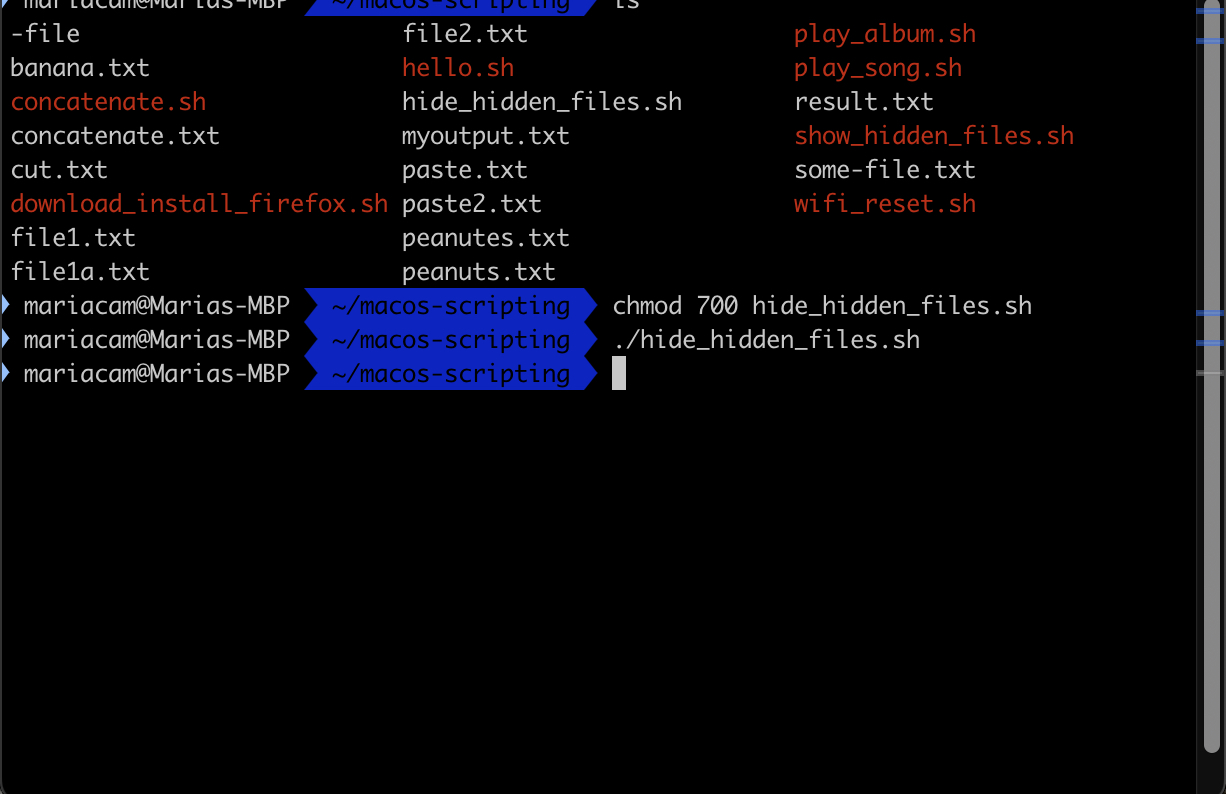 mariacam@Marias-MBP ~/macos-scripting ls
-file file2.txt play_album.sh
banana.txt hello.sh play_song.sh
concatenate.sh hide_hidden_files.sh result.txt
concatenate.txt myoutput.txt show_hidden_files.sh
cut.txt paste.txt some-file.txt
download_install_firefox.sh paste2.txt wifi_reset.sh
file1.txt peanutes.txt
file1a.txt peanuts.txt
mariacam@Marias-MBP ~/macos-scripting chmod 700 hide_hidden_files.sh
mariacam@Marias-MBP ~/macos-scripting ./hide_hidden_files.sh
mariacam@Marias-MBP ~/macos-scripting